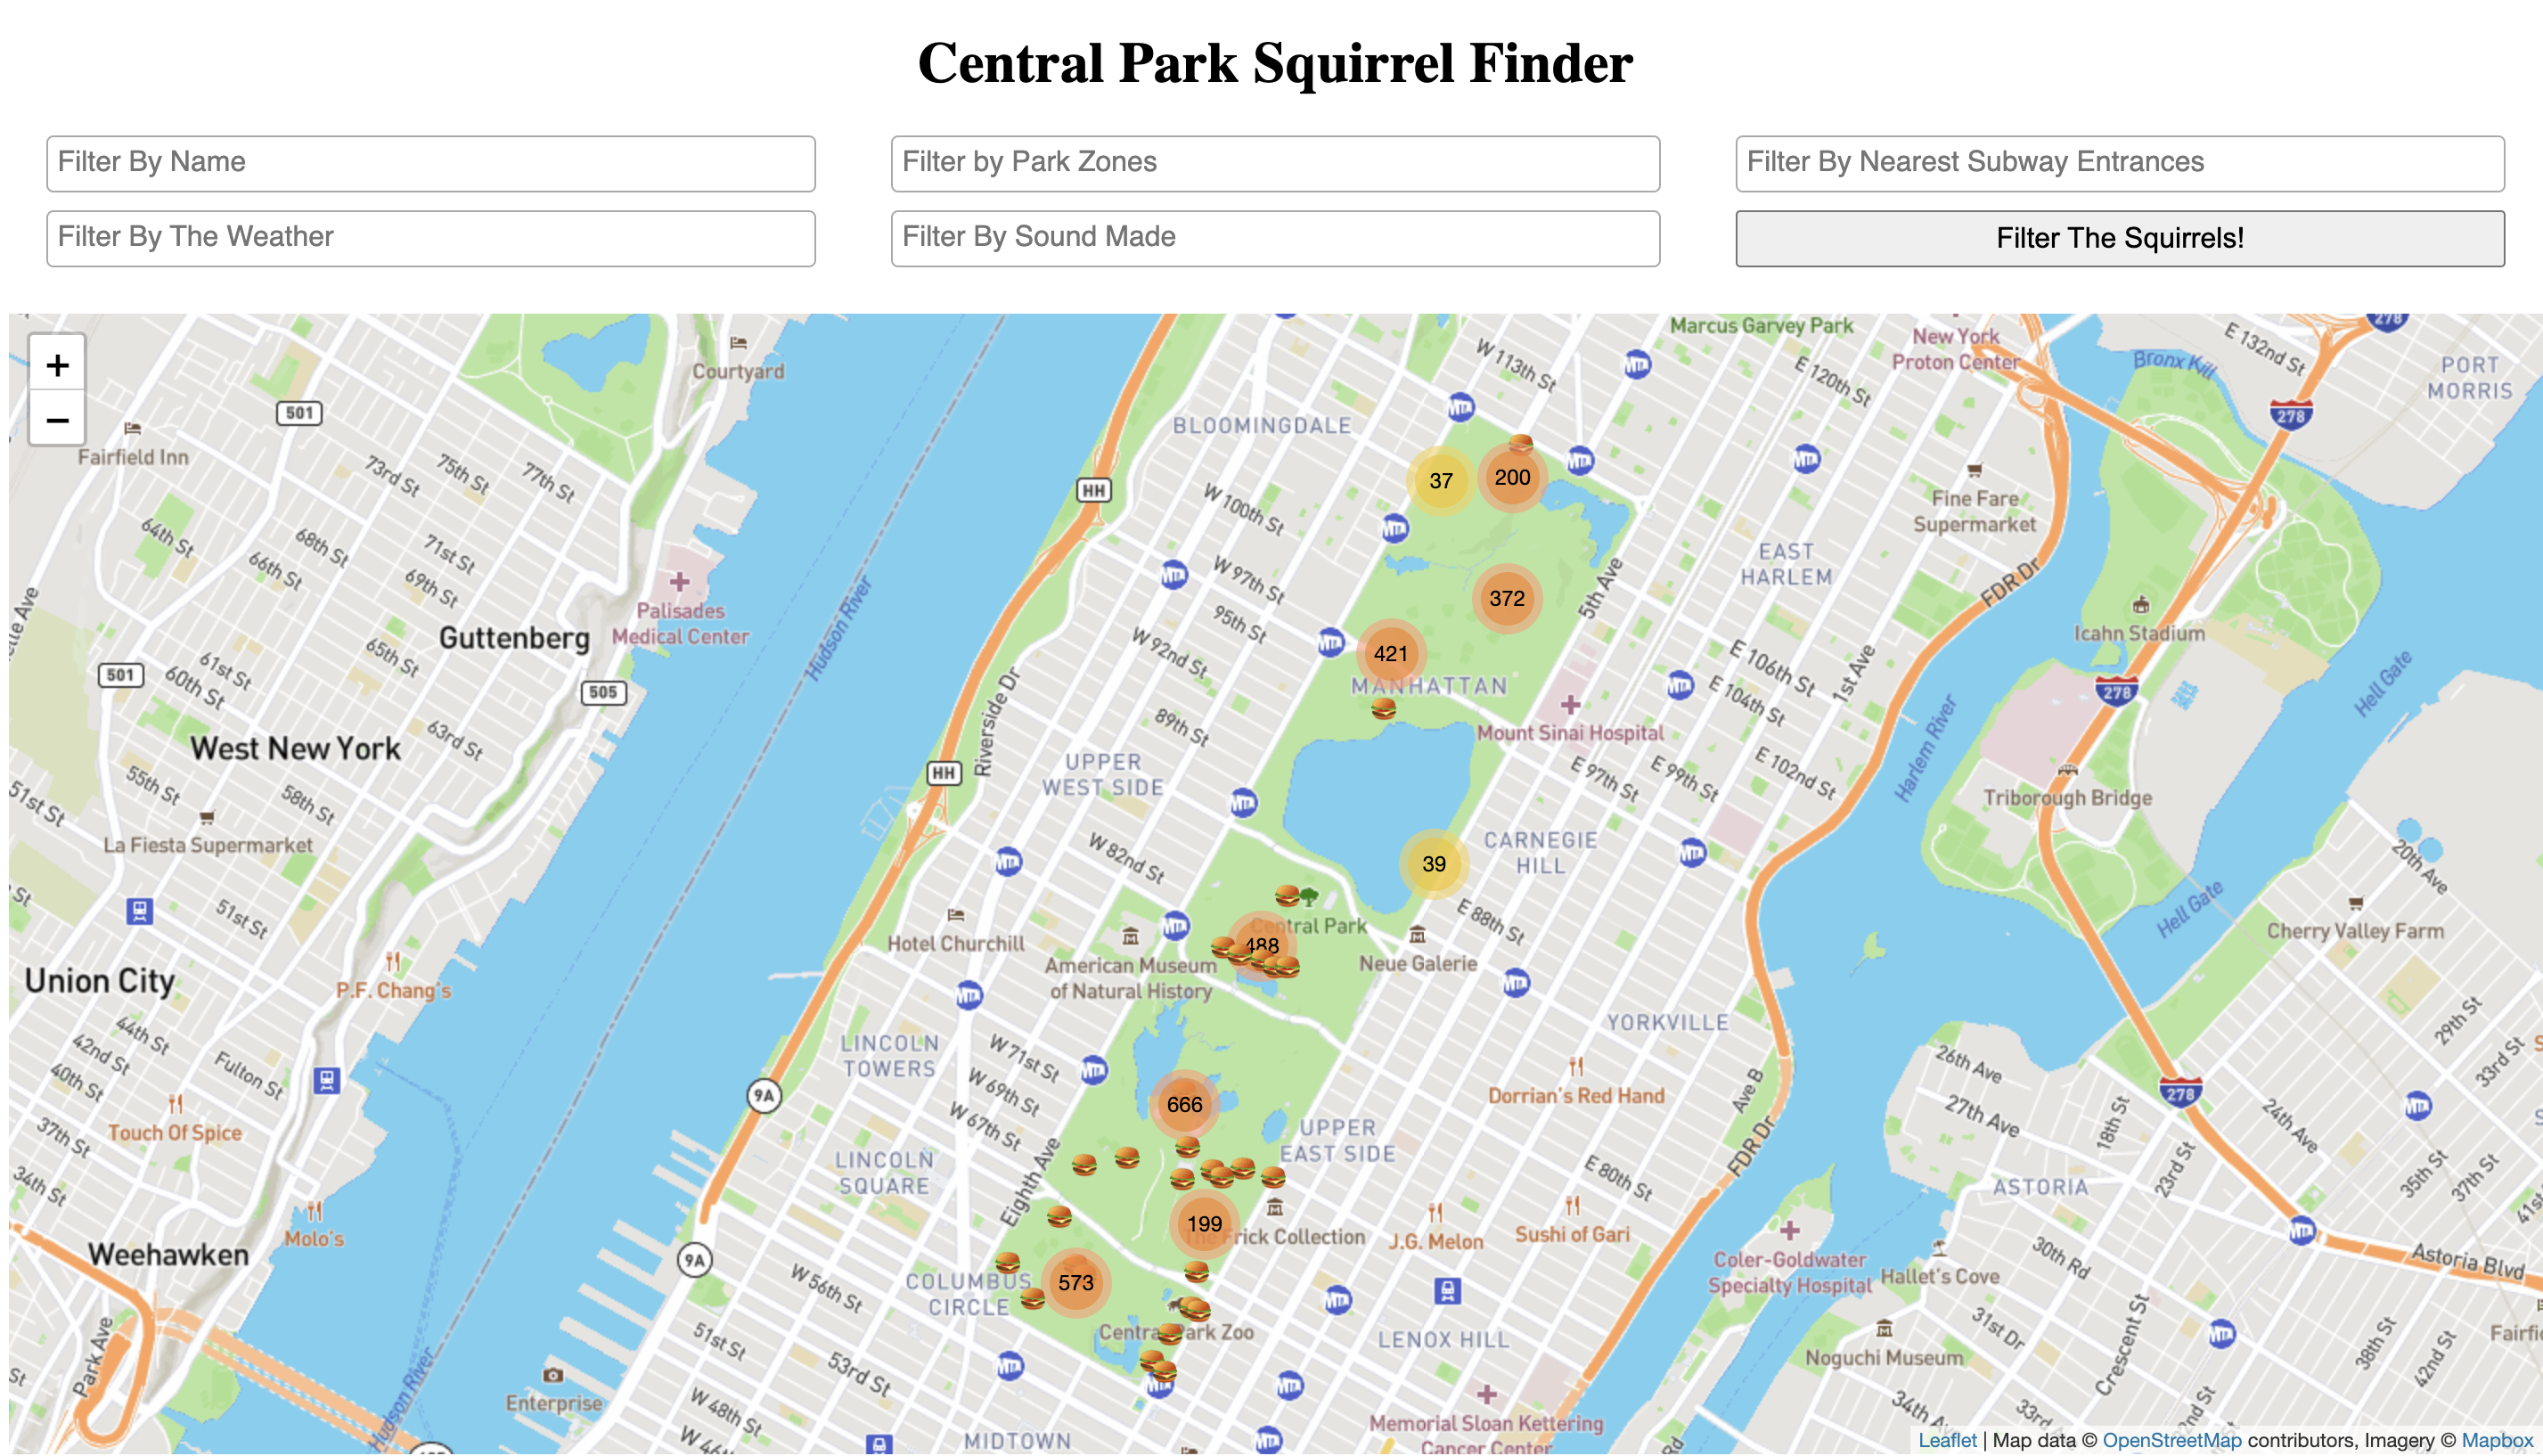 Central Park Squirrel Finder
Filter By Name
Filter by Park Zones
Filter By Nearest Subway Entrances
Filter By The Weather
Filter By Sound Made
Filter The Squirrels!
+
−
Courtyard
501
Fairfield Inn
73rd St
75th St
77th St
64th St
68th St
71st St
66th St
69th St
Palisades
Medical Center
Guttenberg
65th St
61st St
60th St
501
505
63rd St
West New York
55th St
58th St
51st St
La Fiesta Supermarket
51st St
Union City
P.F. Chang's
44th St
42nd St
40th St
Fulton St
Touch Of Spice
37th St
34th St
Molo's
Weehawken
Park Ave
Hudson River
Hudson River
Enterprise
HH
HH
Riverside Dr
9A
9A
BLOOMINGDALE
W 113th St
W 100th St
W 97th St
95th St
W 92nd St
89th St
UPPER
WEST SIDE
W 82nd St
Hotel Churchill
American Museum
of Natural History
LINCOLN
TOWERS
W 71st St
W 69th St
W 67th St
LINCOLN
SQUARE
Eighth Ave
COLUMBUS
CIRCLE
W 56th St
51st St
53rd St
W 48th St
MIDTOWN
37
200
372
421
MANHATTAN
39
488
Central Park
666
199
573
Central Park Zoo
The Frick Collection
Marcus Garvey Park
New York
Proton Center
E 120th St
Fine Fare
Supermarket
EAST
HARLEM
5th Ave
FDR Dr
E 106th St
E 104th St
1st Ave
Mount Sinai Hospital
E 97th St
E 99th St
E 102nd St
CARNEGIE
HILL
E 88th St
Neue Galerie
YORKVILLE
Dorrian's Red Hand
UPPER
EAST SIDE
E 80th St
Ave B
FDR Dr
J.G. Melon
Sushi of Gari
LENOX HILL
Memorial Sloan Kettering
Cancer Center
Bronx Kill
E 132nd St
278
PORT
MORRIS
278
Icahn Stadium
278
Harlem River
Hell Gate
Triborough Bridge
Hell Gate
20th Ave
Cherry Valley Farm
26th Ave
27th Ave
278
18th St
23rd St
24th Ave
29th St
33rd St
35th St
37th St
41st
ASTORIA
Astoria Blvd
Coler-Goldwater
Specialty Hospital
Hallet's Cove
30th Rd
31st Dr
Crescent St
Noguchi Museum
38th St
42nd St
34th
33rd
Leaflet | Map data © OpenStreetMap contributors, Imagery © Mapbox